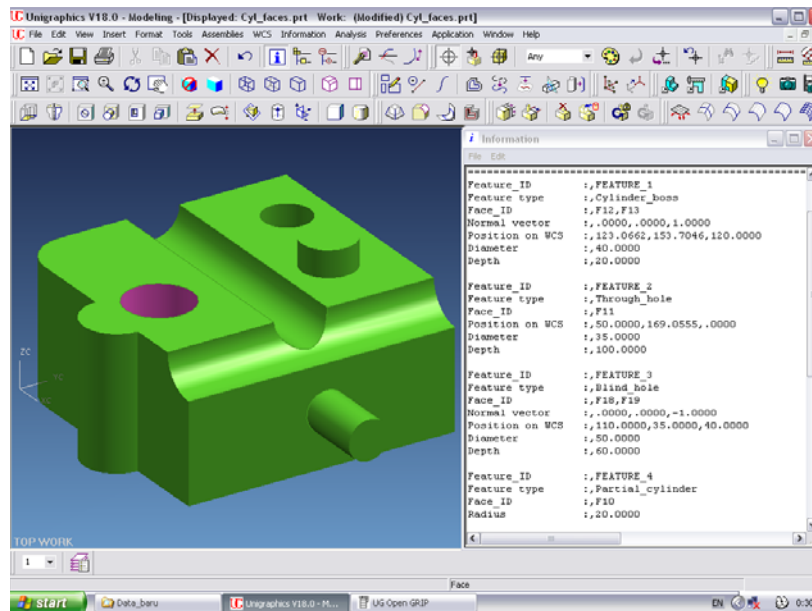 Unigraphics V18.0 - Modeling - [Displayed: Cyl_faces.prt Work: (Modified) Cyl_faces.prt]
File Edit View Insert Format Tools Assemblies WCS Information Analysis Preferences Application Window Help
Any
i Information
File Edit
Feature_ID :,FEATURE_1
Feature type :,Cylinder_boss
Face_ID :,F12,F13
Normal vector :,.0000,.0000,1.0000
Position on WCS :,123.0662,153.7046,120.0000
Diameter :,40.0000
Depth :,20.0000
Feature_ID :,FEATURE_2
Feature type :,Through_hole
Face_ID :,F11
Position on WCS :,50.0000,169.0555,.0000
Diameter :,35.0000
Depth :,100.0000
Feature_ID :,FEATURE_3
Feature type :,Blind_hole
Face_ID :,F18,F19
Normal vector :,.0000,.0000,-1.0000
Position on WCS :,110.0000,35.0000,40.0000
Diameter :,50.0000
Depth :,60.0000
Feature_ID :,FEATURE_4
Feature type :,Partial_cylinder
Face_ID :,F10
Radius :,20.0000
ZC
YC
XC
TOP WORK
1
Face
start Data_baru Unigraphics V18.0 - M... UG Open GRIP EN